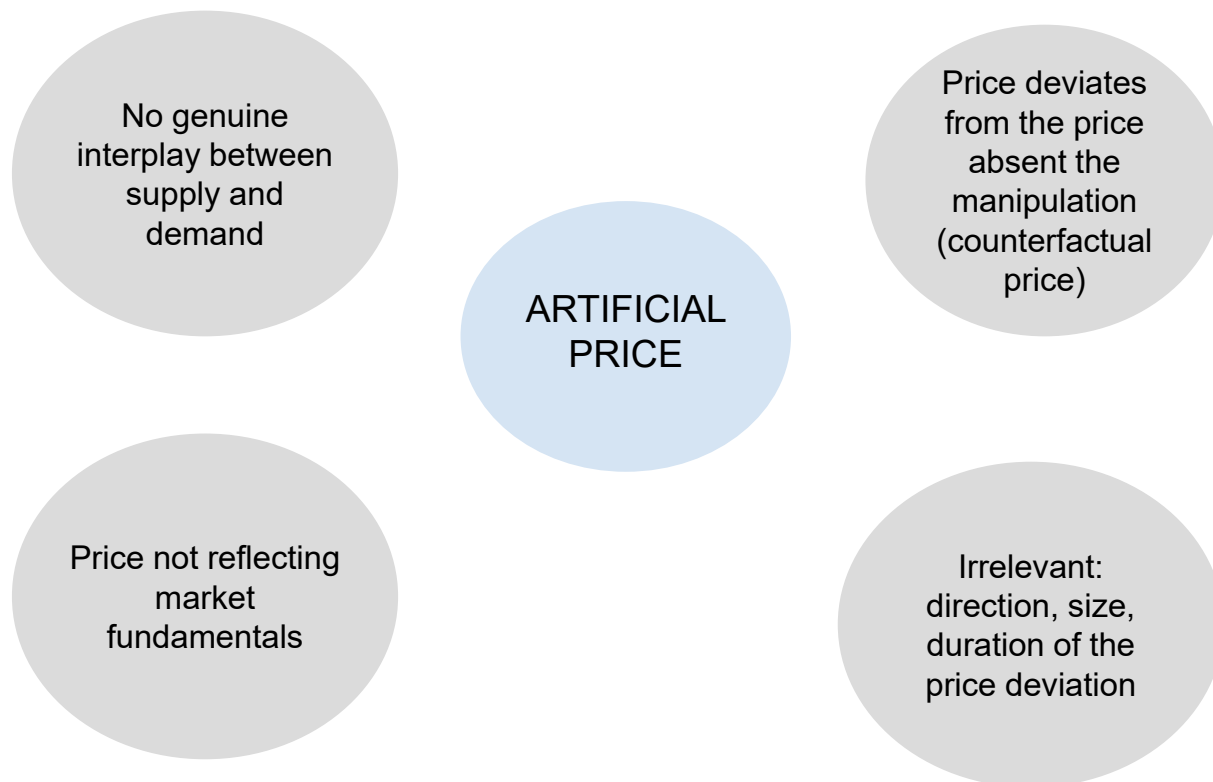 No genuine
interplay between
supply and
demand
Price deviates
from the price
absent the
manipulation
(counterfactual
price)
ARTIFICIAL
PRICE
Price not reflecting
market
fundamentals
Irrelevant:
direction, size,
duration of the
price deviation